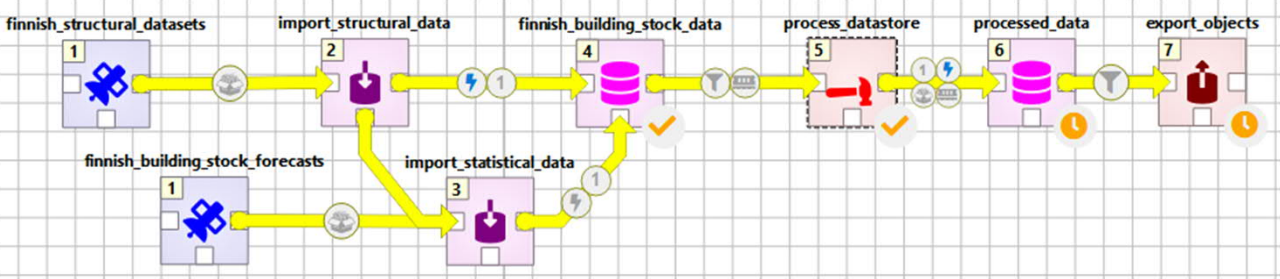 finnish_structural_datasets
import_structural_data
finnish_building_stock_data
process_datastore
processed_data
export_objects
1
2
4
5
6
7
1
1
finnish_building_stock_forecasts
import_statistical_data
1
3
1